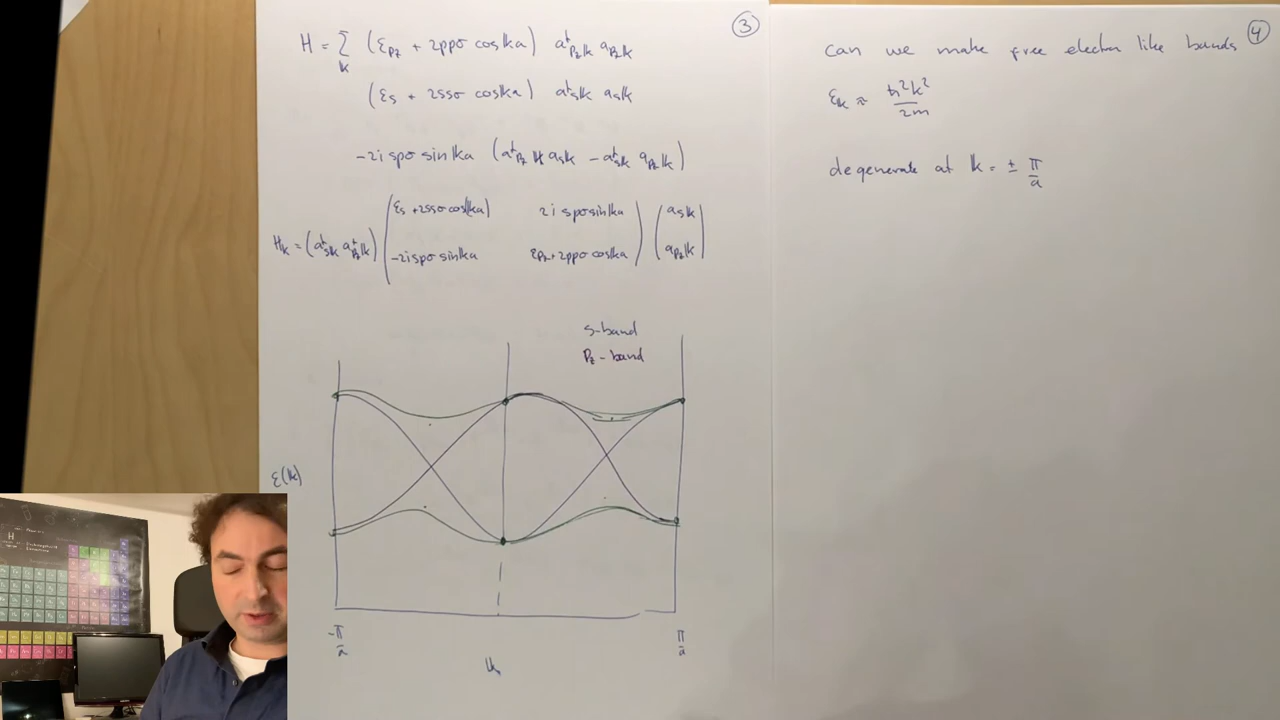 ③
H = ∑_k (ε_Pz + 2ppσ cos ka) a†_Pzk a_Pzk
(ε_s + 2ssσ cos ka) a†_sk a_sk
-2i spσ sin ka (a†_Pzk a_sk - a†_sk a_Pzk)
H_k = (a†_sk a†_Pzk) ( ε_s + 2ssσ cos(ka) 2i spσ sin ka ) ( a_sk )
-2i spσ sin ka ε_Pz + 2ppσ cos ka a_Pzk
s-band
Pz - band
ε(k)
-π/a
π/a
k
④
can we make free electron like bands
ε_k ≈ ħ²k²/2m
degenerate at k = ± π/a
H